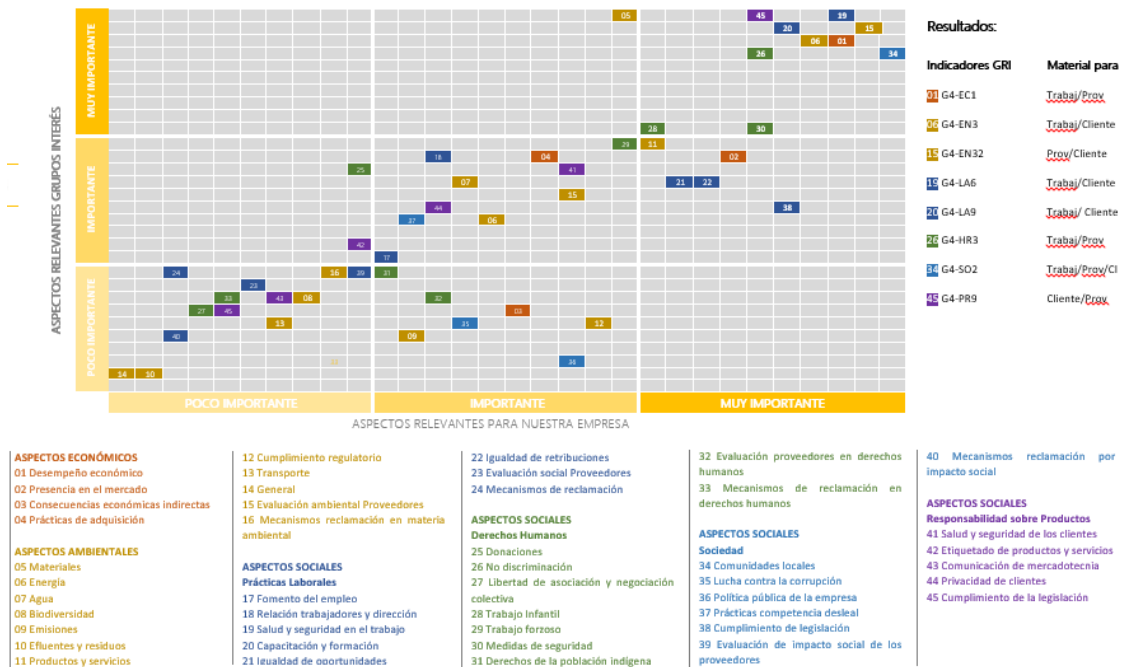 05
45
19
20
15
06
01
26
34
28
30
29
11
18
04
02
25
41
07
21
22
15
44
38
37
06
42
17
24
16
39
31
23
33
43
08
32
27
45
03
13
35
12
40
09
36
14
10
MUY IMPORTANTE
IMPORTANTE
POCO IMPORTANTE
ASPECTOS RELEVANTES GRUPOS INTERÉS
POCO IMPORTANTE
IMPORTANTE
MUY IMPORTANTE
ASPECTOS RELEVANTES PARA NUESTRA EMPRESA
Resultados:
Indicadores GRI Material para
01 G4-EC1 Trabaj/Prov
06 G4-EN3 Trabaj/Cliente
15 G4-EN32 Prov/Cliente
19 G4-LA6 Trabaj/Cliente
20 G4-LA9 Trabaj/ Cliente
26 G4-HR3 Trabaj/Prov
34 G4-SO2 Trabaj/Prov/Cl
45 G4-PR9 Cliente/Prov
ASPECTOS ECONÓMICOS
01 Desempeño económico
02 Presencia en el mercado
03 Consecuencias económicas indirectas
04 Prácticas de adquisición
ASPECTOS AMBIENTALES
05 Materiales
06 Energía
07 Agua
08 Biodiversidad
09 Emisiones
10 Efluentes y residuos
11 Productos y servicios
12 Cumplimiento regulatorio
13 Transporte
14 General
15 Evaluación ambiental Proveedores
16 Mecanismos reclamación en materia
ambiental
ASPECTOS SOCIALES
Prácticas Laborales
17 Fomento del empleo
18 Relación trabajadores y dirección
19 Salud y seguridad en el trabajo
20 Capacitación y formación
21 Igualdad de oportunidades
22 Igualdad de retribuciones
23 Evaluación social Proveedores
24 Mecanismos de reclamación
ASPECTOS SOCIALES
Derechos Humanos
25 Donaciones
26 No discriminación
27 Libertad de asociación y negociación
colectiva
28 Trabajo Infantil
29 Trabajo forzoso
30 Medidas de seguridad
31 Derechos de la población indígena
32 Evaluación proveedores en derechos
humanos
33 Mecanismos de reclamación en
derechos humanos
ASPECTOS SOCIALES
Sociedad
34 Comunidades locales
35 Lucha contra la corrupción
36 Política pública de la empresa
37 Prácticas competencia desleal
38 Cumplimiento de legislación
39 Evaluación de impacto social de los
proveedores
40 Mecanismos reclamación por
impacto social
ASPECTOS SOCIALES
Responsabilidad sobre Productos
41 Salud y seguridad de los clientes
42 Etiquetado de productos y servicios
43 Comunicación de mercadotecnia
44 Privacidad de clientes
45 Cumplimiento de la legislación